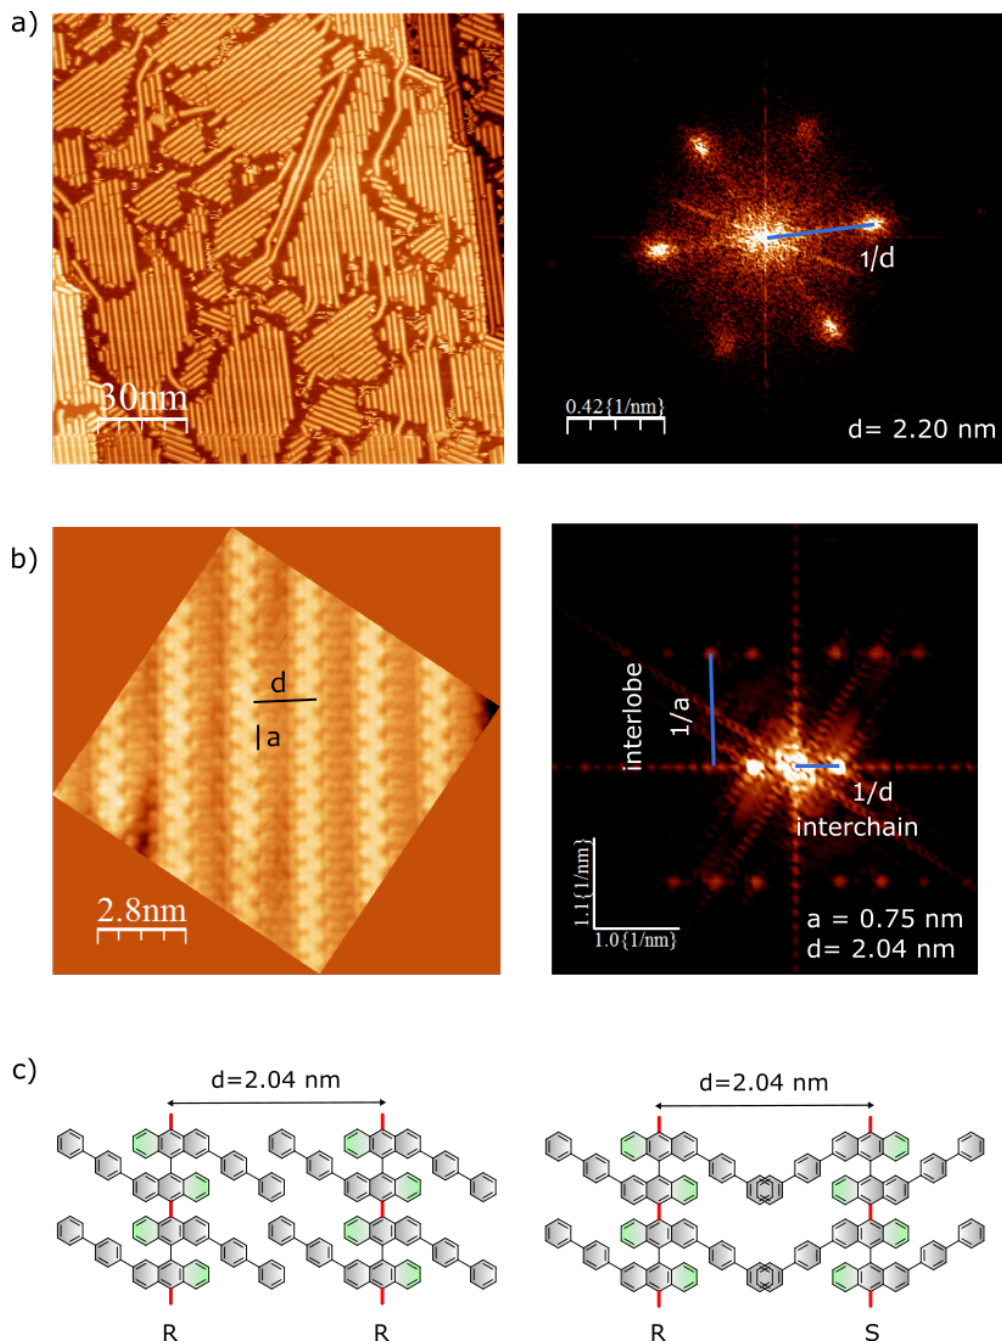 a)
30nm
1/d
0.42{1/nm}
d= 2.20 nm
b)
d
a
2.8nm
interlobe
1/a
1/d
interchain
1.1{1/nm}
1.0{1/nm}
a = 0.75 nm
d= 2.04 nm
c)
d=2.04 nm
d=2.04 nm
R
R
R
S